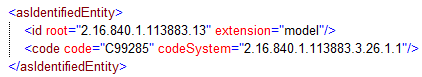 <asIdentifiedEntity>
<id root="2.16.840.1.113883.13" extension="model"/>
<code code="C99285" codeSystem="2.16.840.1.113883.3.26.1.1"/>
</asIdentifiedEntity>